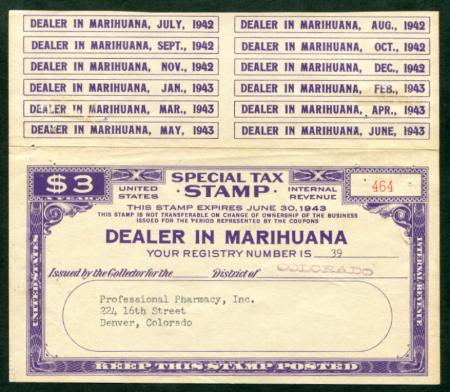 DEALER IN MARIHUANA, JULY, 1942
DEALER IN MARIHUANA, AUG., 1942
DEALER IN MARIHUANA, SEPT., 1942
DEALER IN MARIHUANA, OCT., 1942
DEALER IN MARIHUANA, NOV., 1942
DEALER IN MARIHUANA, DEC., 1942
DEALER IN MARIHUANA, JAN., 1943
DEALER IN MARIHUANA, FEB., 1943
DEALER IN MARIHUANA, MAR., 1943
DEALER IN MARIHUANA, APR., 1943
DEALER IN MARIHUANA, MAY, 1943
DEALER IN MARIHUANA, JUNE, 1943
$3
A YEAR
UNITED STATES
SPECIAL TAX
STAMP
INTERNAL REVENUE
464
THIS STAMP EXPIRES JUNE 30, 1943
THIS STAMP IS NOT TRANSFERABLE ON CHANGE OF OWNERSHIP OF THE BUSINESS
ISSUED FOR THE PERIOD REPRESENTED BY THE COUPONS
DEALER IN MARIHUANA
YOUR REGISTRY NUMBER IS 39
Issued by the Collector for the District of COLORADO
Professional Pharmacy, Inc.
224 16th Street
Denver, Colorado
UNITED STATES
INTERNAL REVENUE
KEEP THIS STAMP POSTED